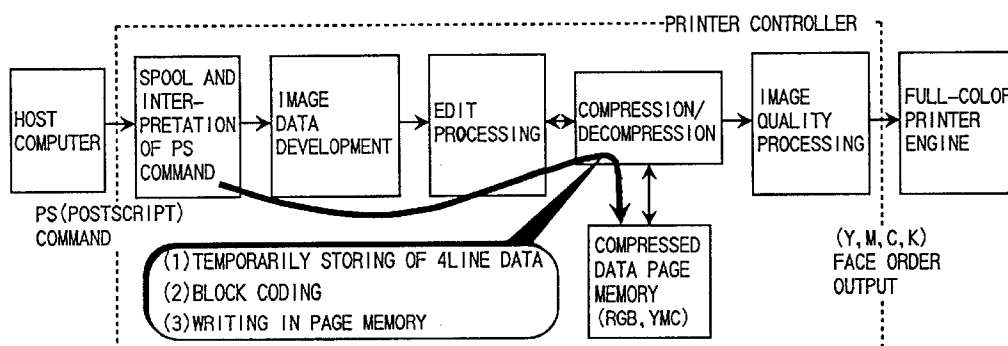 PRINTER CONTROLLER
HOST
COMPUTER
SPOOL AND
INTER-
PRETATION
OF PS
COMMAND
IMAGE
DATA
DEVELOPMENT
EDIT
PROCESSING
COMPRESSION/
DECOMPRESSION
IMAGE
QUALITY
PROCESSING
FULL-COLOR
PRINTER
ENGINE
PS(POSTSCRIPT)
COMMAND
(1)TEMPORARILY STORING OF 4LINE DATA
(2)BLOCK CODING
(3)WRITING IN PAGE MEMORY
COMPRESSED
DATA PAGE
MEMORY
(RGB,YMC)
(Y,M,C,K)
FACE ORDER
OUTPUT